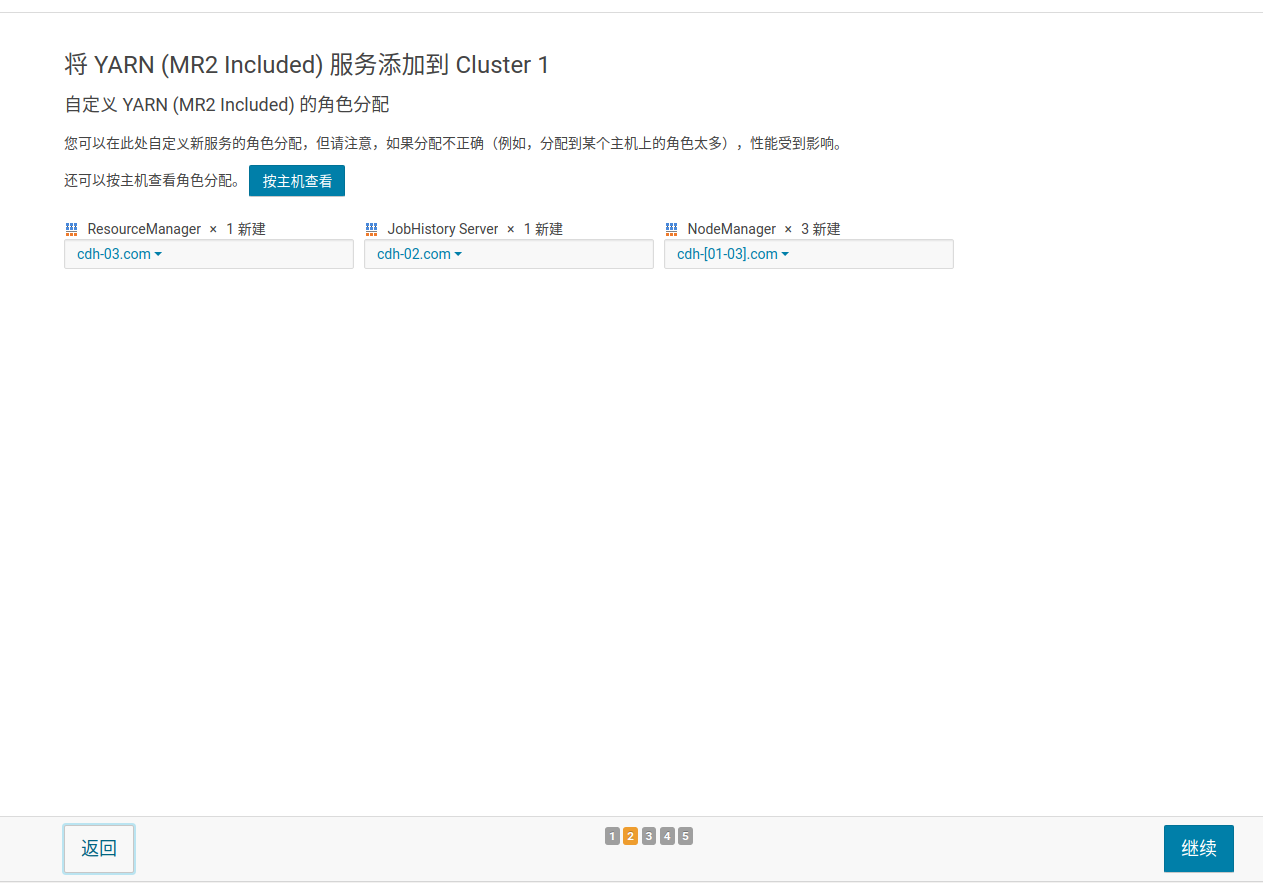 将 YARN (MR2 Included) 服务添加到 Cluster 1
自定义 YARN (MR2 Included) 的角色分配
您可以在此处自定义新服务的角色分配，但请注意，如果分配不正确（例如，分配到某个主机上的角色太多），性能受到影响。
还可以按主机查看角色分配。 按主机查看
ResourceManager × 1 新建 JobHistory Server × 1 新建 NodeManager × 3 新建
cdh-03.com cdh-02.com cdh-[01-03].com
返回 1 2 3 4 5 继续